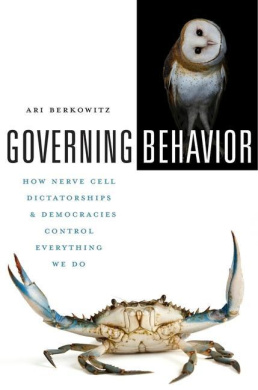 ARI BERKOWITZ
GOVERNING BEHAVIOR
HOW NERVE CELL
DICTATORSHIPS
& DEMOCRACIES
CONTROL
EVERYTHING
WE DO